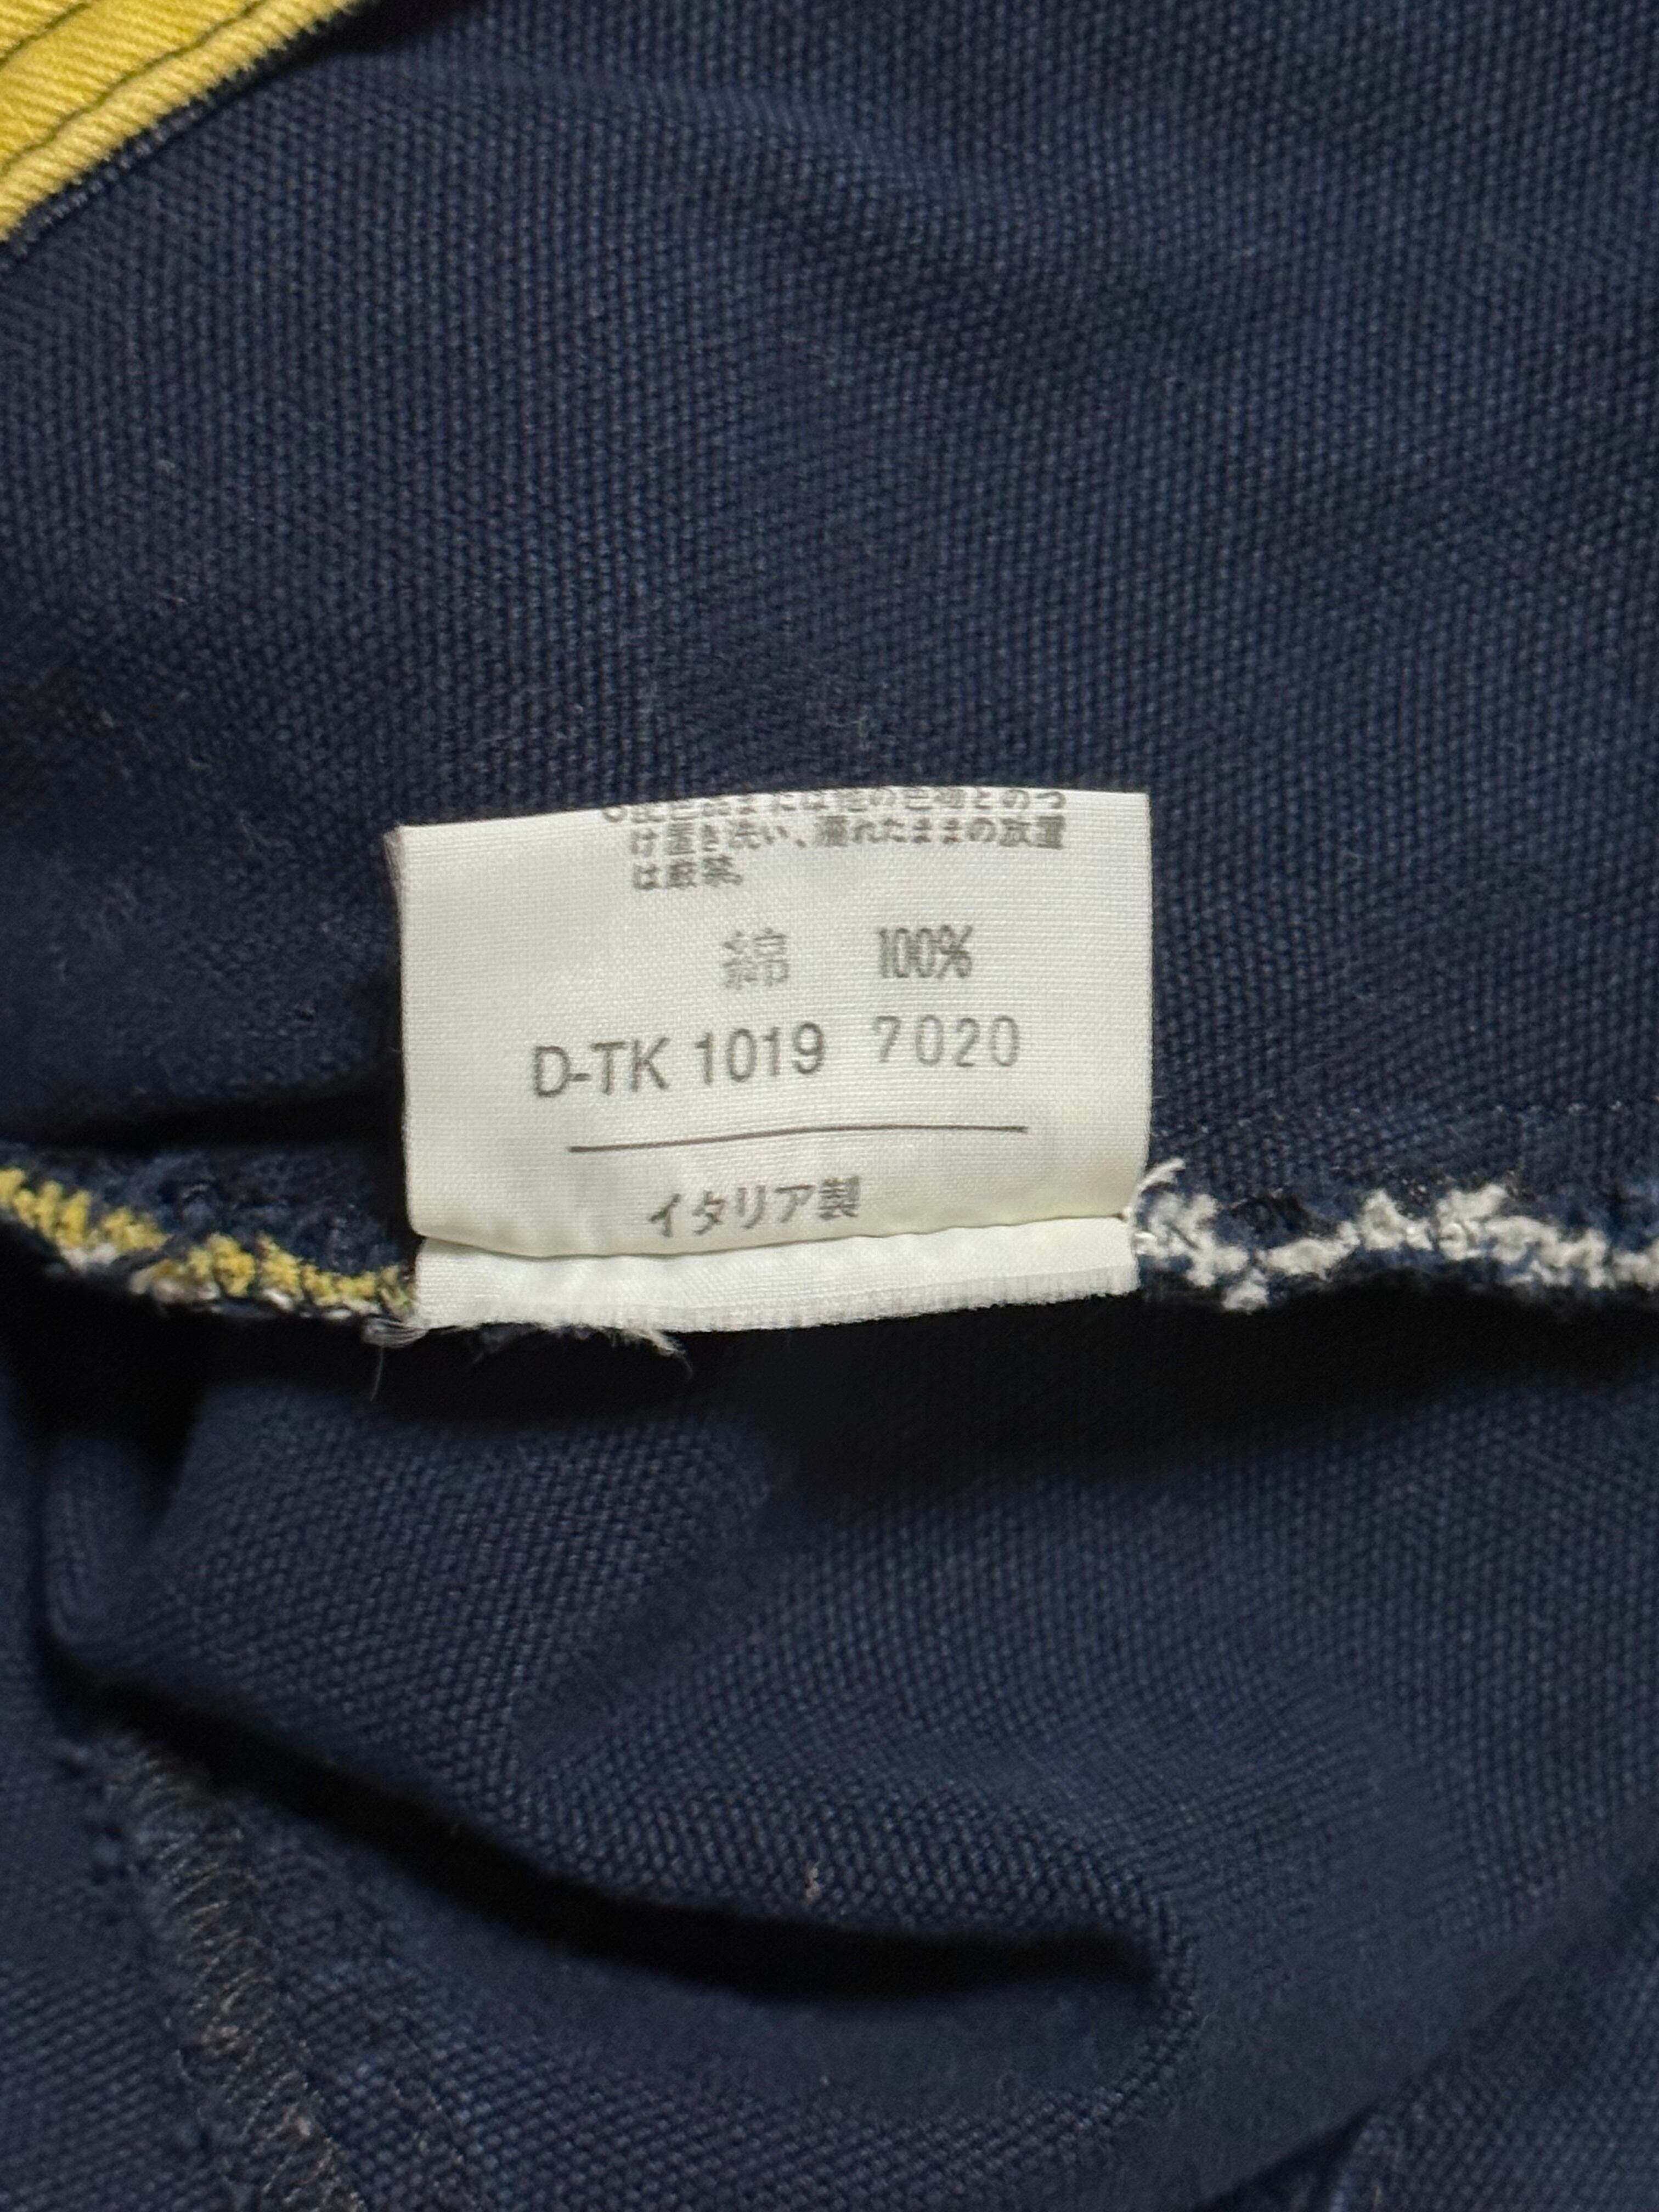 け置き洗い、濡れたままの放置
は厳禁。
綿 100%
D-TK 1019 7020
イタリア製